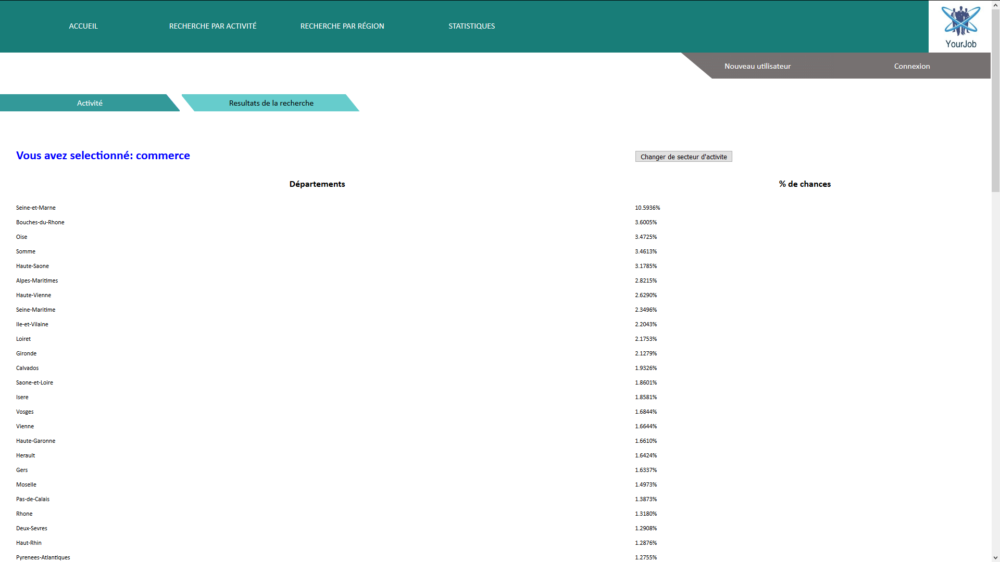 ACCUEIL RECHERCHE PAR ACTIVITÉ RECHERCHE PAR RÉGION STATISTIQUES
YourJob
Nouveau utilisateur Connexion
Activité Resultats de la recherche
Vous avez selectionné: commerce Changer de secteur d'activite
Départements % de chances
Seine-et-Marne 10.5936%
Bouches-du-Rhone 3.6005%
Oise 3.4725%
Somme 3.4613%
Haute-Saone 3.1785%
Alpes-Maritimes 2.8215%
Haute-Vienne 2.6290%
Seine-Maritime 2.3496%
Ile-et-Vilaine 2.2043%
Loiret 2.1753%
Gironde 2.1279%
Calvados 1.9326%
Saone-et-Loire 1.8601%
Isere 1.8581%
Vosges 1.6844%
Vienne 1.6644%
Haute-Garonne 1.6610%
Herault 1.6424%
Gers 1.6337%
Moselle 1.4973%
Pas-de-Calais 1.3873%
Rhone 1.3180%
Deux-Sevres 1.2908%
Haut-Rhin 1.2876%
Pyrenees-Atlantiques 1.2755%